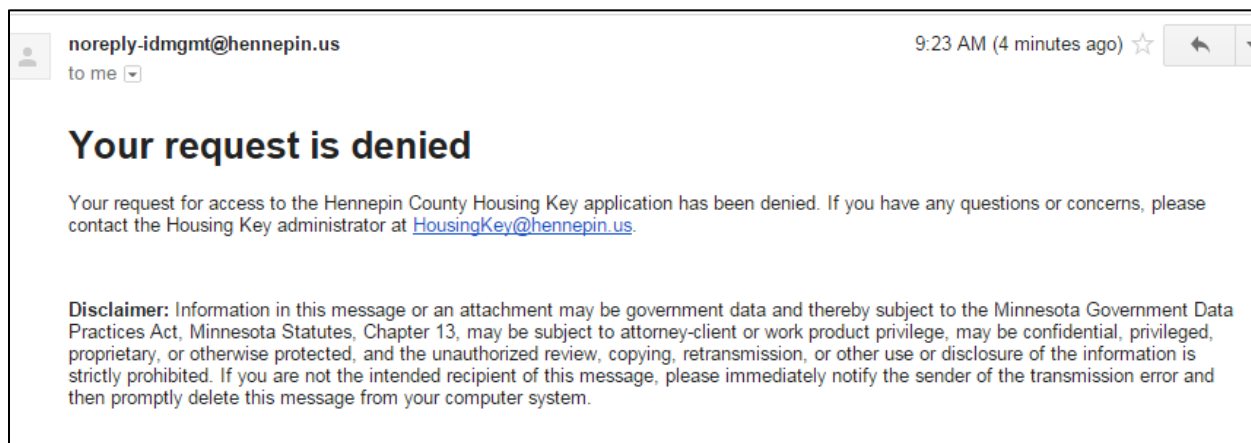 noreply-idmgmt@hennepin.us
9:23 AM (4 minutes ago)
to me
Your request is denied
Your request for access to the Hennepin County Housing Key application has been denied. If you have any questions or concerns, please
contact the Housing Key administrator at HousingKey@hennepin.us.
Disclaimer: Information in this message or an attachment may be government data and thereby subject to the Minnesota Government Data
Practices Act, Minnesota Statutes, Chapter 13, may be subject to attorney-client or work product privilege, may be confidential, privileged,
proprietary, or otherwise protected, and the unauthorized review, copying, retransmission, or other use or disclosure of the information is
strictly prohibited. If you are not the intended recipient of this message, please immediately notify the sender of the transmission error and
then promptly delete this message from your computer system.